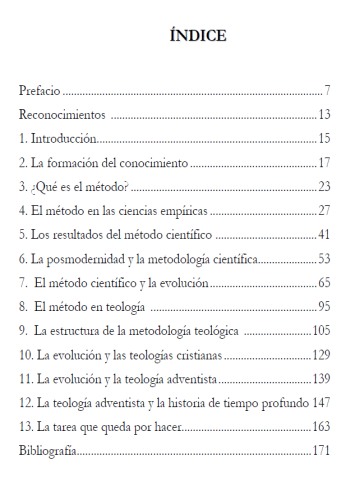 ÍNDICE
Prefacio ........................................................................................ 7
Reconocimientos ...................................................................... 13
1. Introducción........................................................................... 15
2. La formación del conocimiento ........................................... 17
3. ¿Qué es el método? ............................................................... 23
4. El método en las ciencias empíricas ..................................... 27
5. Los resultados del método científico ................................... 41
6. La posmodernidad y la metodología científica.................... 53
7. El método científico y la evolución ..................................... 65
8. El método en teología .......................................................... 95
9. La estructura de la metodología teológica ....................... 105
10. La evolución y las teologías cristianas ............................. 129
11. La evolución y la teología adventista ............................... 139
12. La teología adventista y la historia de tiempo profundo 147
13. La tarea que queda por hacer........................................... 163
Bibliografía................................................................................ 171